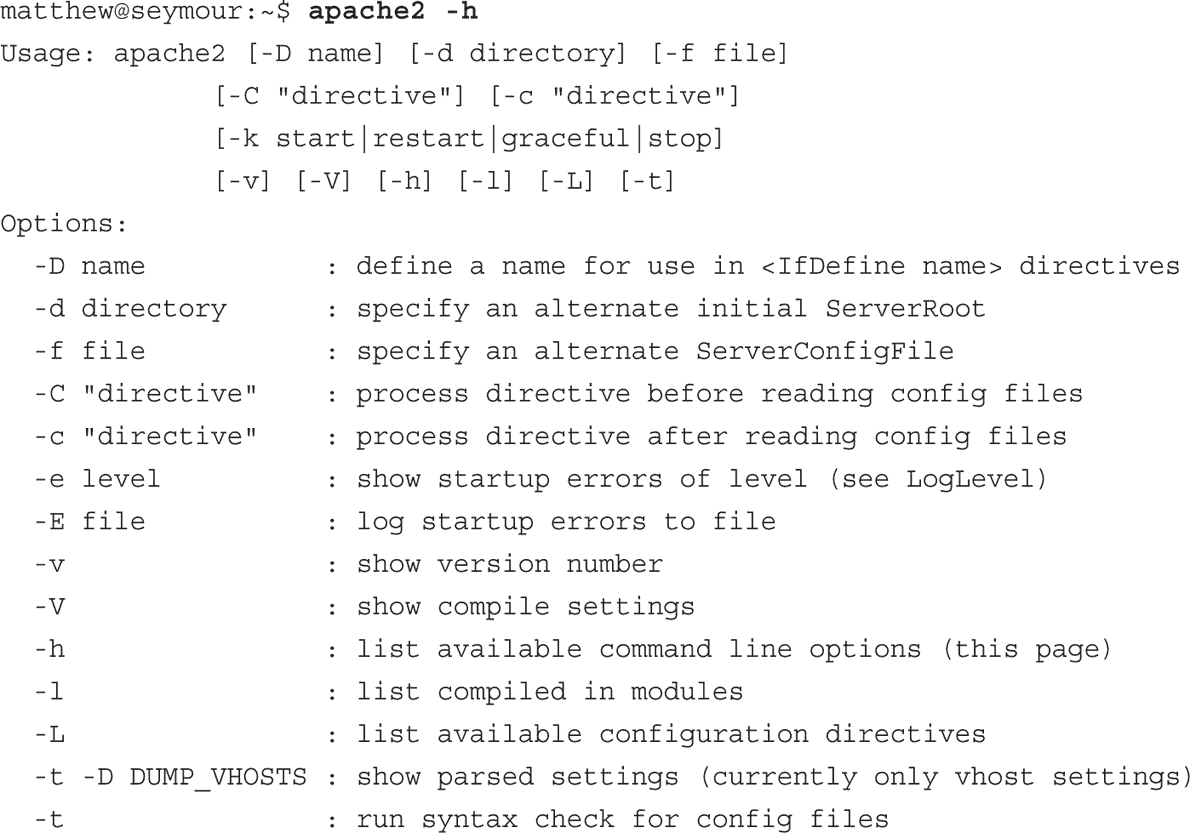 matthew@seymour:~$ apache2 -h
Usage: apache2 [-D name] [-d directory] [-f file]
               [-C "directive"] [-c "directive"]
               [-k start|restart|graceful|stop]
               [-v] [-V] [-h] [-l] [-L] [-t]
Options:
  -D name           : define a name for use in <IfDefine name> directives
  -d directory      : specify an alternate initial ServerRoot
  -f file           : specify an alternate ServerConfigFile
  -C "directive"    : process directive before reading config files
  -c "directive"    : process directive after reading config files
  -e level          : show startup errors of level (see LogLevel)
  -E file           : log startup errors to file
  -v                : show version number
  -V                : show compile settings
  -h                : list available command line options (this page)
  -l                : list compiled in modules
  -L                : list available configuration directives
  -t -D DUMP_VHOSTS : show parsed settings (currently only vhost settings)
  -t                : run syntax check for config files